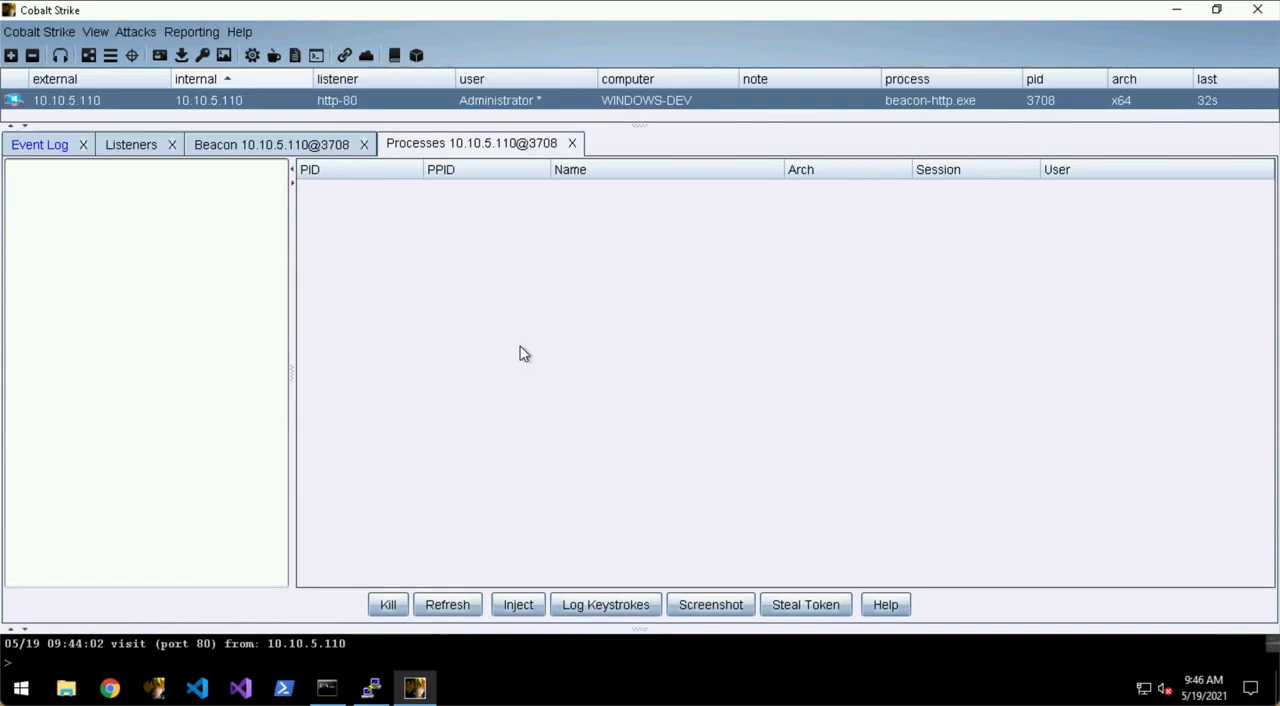 Cobalt Strike
Cobalt Strike View Attacks Reporting Help
external internal listener user computer note process pid arch last
10.10.5.110 10.10.5.110 http-80 Administrator * WINDOWS-DEV beacon-http.exe 3708 x64 32s
Event Log X Listeners X Beacon 10.10.5.110@3708 X Processes 10.10.5.110@3708 X
PID PPID Name Arch Session User
Kill Refresh Inject Log Keystrokes Screenshot Steal Token Help
05/19 09:44:02 visit (port 80) from: 10.10.5.110
>
9:46 AM
5/19/2021